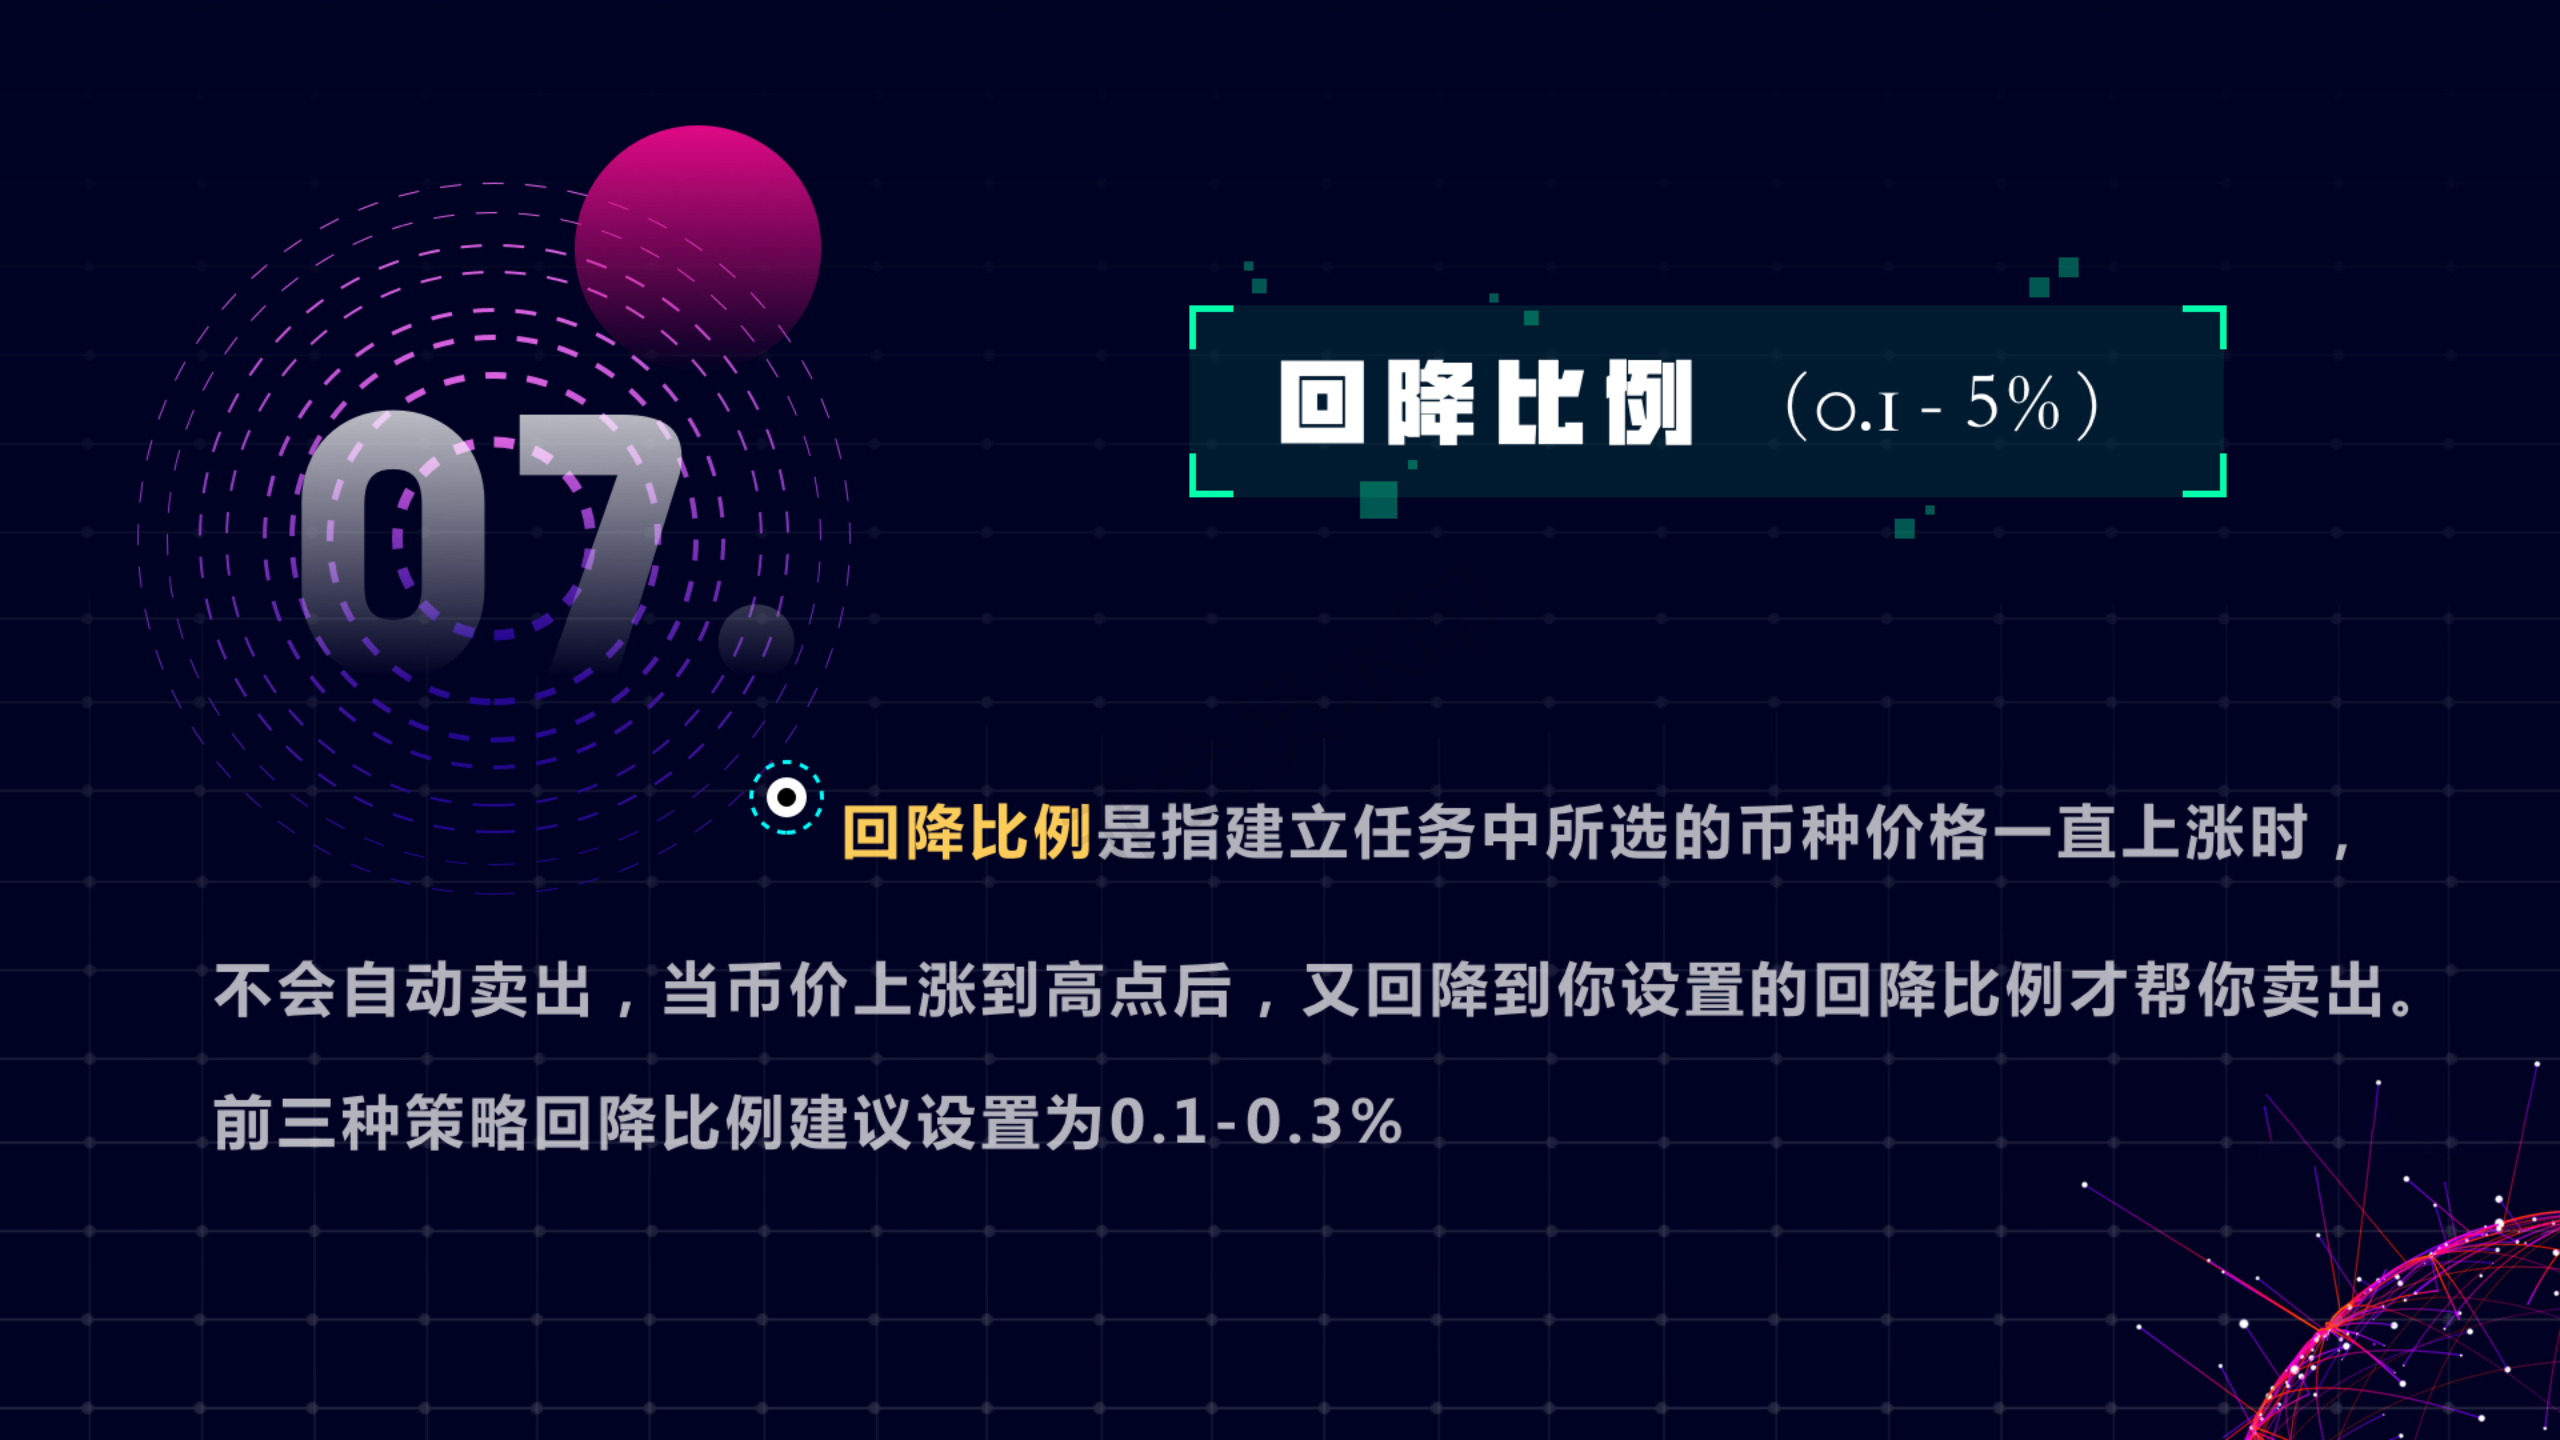 07.
回降比例 （0.1 - 5%）
回降比例是指建立任务中所选的币种价格一直上涨时，
不会自动卖出，当币价上涨到高点后，又回降到你设置的回降比例才帮你卖出。
前三种策略回降比例建议设置为0.1-0.3%